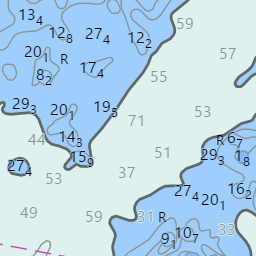 13₄ 59
12₈ 27₄ 12₂
20₁ R 57
8₂ 17₄ 55
29₃ 20₁ 19₅ 71 53
44 14₃ R 6₇
15₉ 51 29₃ 1₈
27₄ 53 37
27₄ 20₁ 16₂
49 59 31 R 33
9₁ 10₇